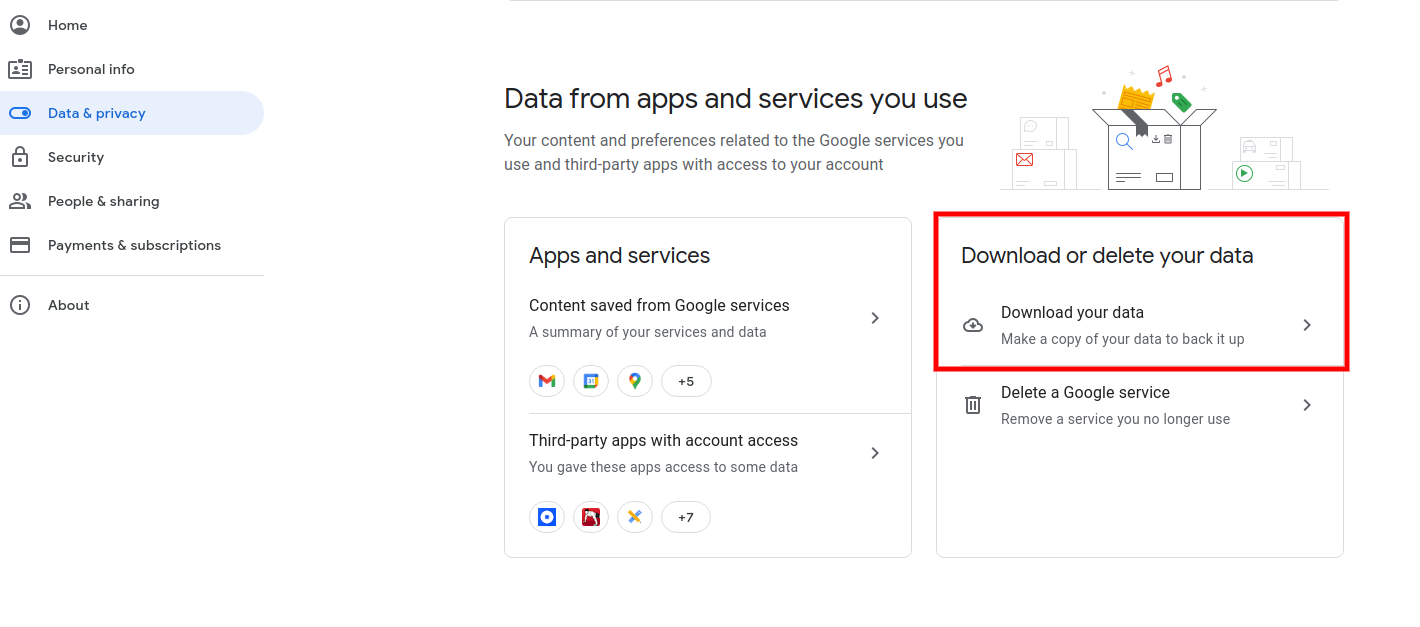 Home
Personal info
Data & privacy
Security
People & sharing
Payments & subscriptions
About
Data from apps and services you use
Your content and preferences related to the Google services you
use and third-party apps with access to your account
Apps and services
Content saved from Google services
A summary of your services and data
31
+5
Third-party apps with account access
You gave these apps access to some data
+7
Download or delete your data
Download your data
Make a copy of your data to back it up
Delete a Google service
Remove a service you no longer use